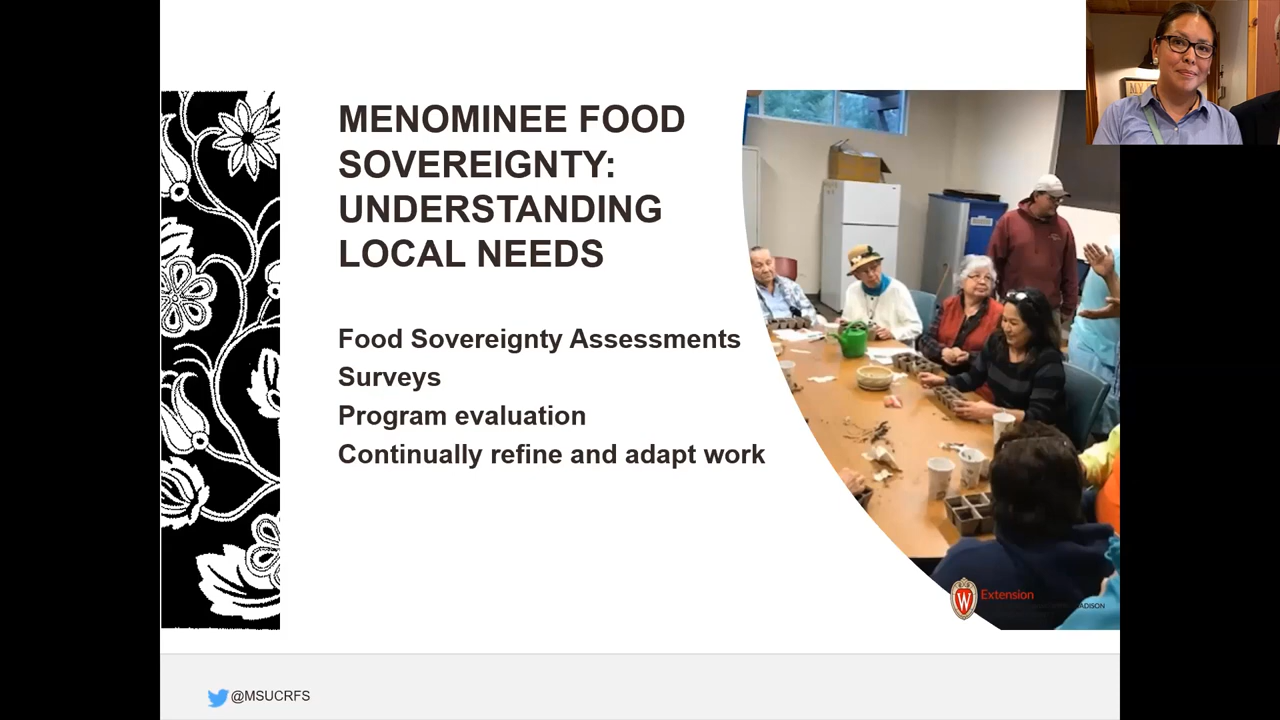 MENOMINEE FOOD
SOVEREIGNTY:
UNDERSTANDING
LOCAL NEEDS
Food Sovereignty Assessments
Surveys
Program evaluation
Continually refine and adapt work
W
Extension
@MSUCRFS